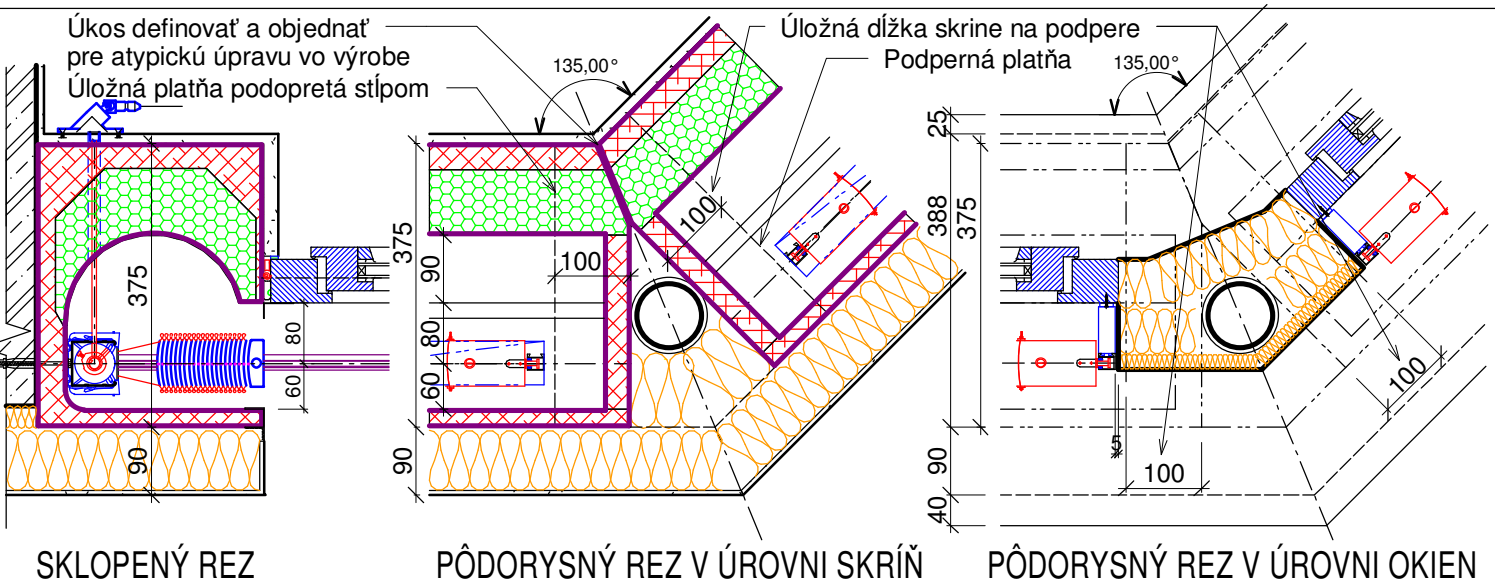 Úkos definovať a objednať
pre atypickú úpravu vo výrobe
Úložná platňa podopretá stĺpom
Úložná dĺžka skrine na podpere
Podperná platňa
135,00°
135,00°
375
90
80
60
375
90
80
60
90
100
100
25
388
375
90
40
5
100
100
SKLOPENÝ REZ
PÔDORYSNÝ REZ V ÚROVNI SKRÍŇ
PÔDORYSNÝ REZ V ÚROVNI OKIEN